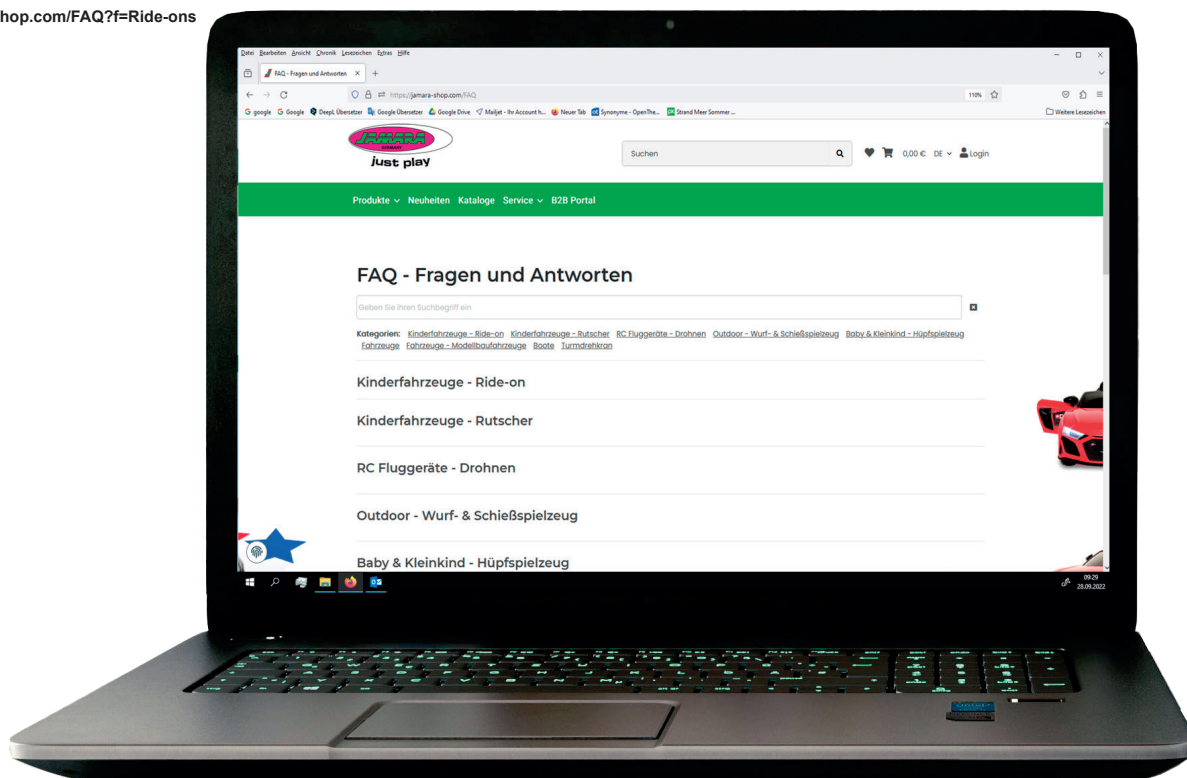 hop.com/FAQ?f=Ride-ons
Datei Bearbeiten Ansicht Chronik Lesezeichen Extras Hilfe
FAQ - Fragen und Antworten
https://jamara-shop.com/FAQ
110%
google Google DeepL Übersetzer Google Übersetzer Google Drive Mailjet - Ihr Account h... Neuer Tab Synonyme - OpenThe... Strand Meer Sommer ... Weitere Lesezeichen
JAMARA
GERMANY
just play
Suchen
0,00 € DE Login
Produkte Neuheiten Kataloge Service B2B Portal
FAQ - Fragen und Antworten
Geben Sie ihren Suchbegriff ein
Kategorien: Kinderfahrzeuge - Ride-on Kinderfahrzeuge - Rutscher RC Fluggeräte - Drohnen Outdoor - Wurf- & Schießspielzeug Baby & Kleinkind - Hüpfspielzeug
Fahrzeuge Fahrzeuge - Modellbaufahrzeuge Boote Turmdrehkran
Kinderfahrzeuge - Ride-on
Kinderfahrzeuge - Rutscher
RC Fluggeräte - Drohnen
Outdoor - Wurf- & Schießspielzeug
Baby & Kleinkind - Hüpfspielzeug
09:29
28.09.2022